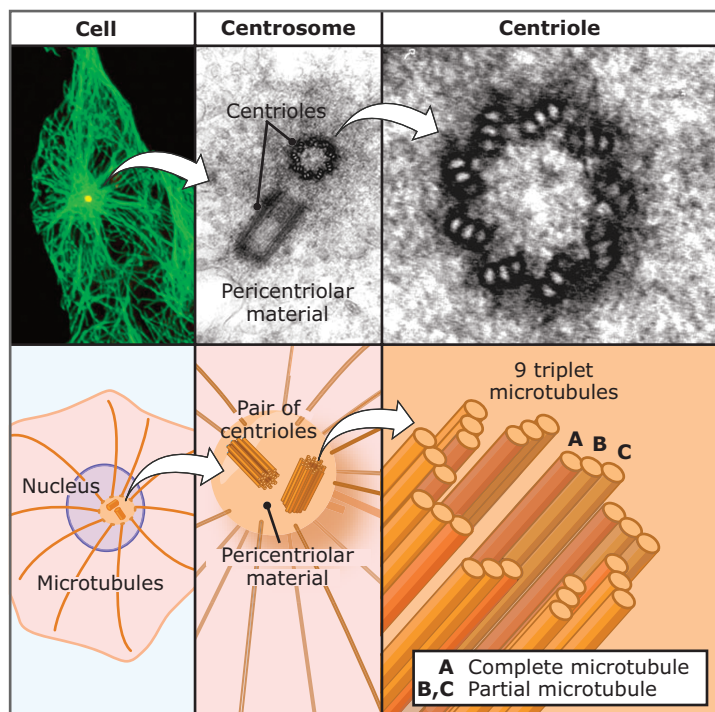 Cell
Centrosome
Centriole
Centrioles
Pericentriolar
material
Nucleus
Microtubules
Pair of
centrioles
Pericentriolar
material
9 triplet
microtubules
A B C
A Complete microtubule
B,C Partial microtubule